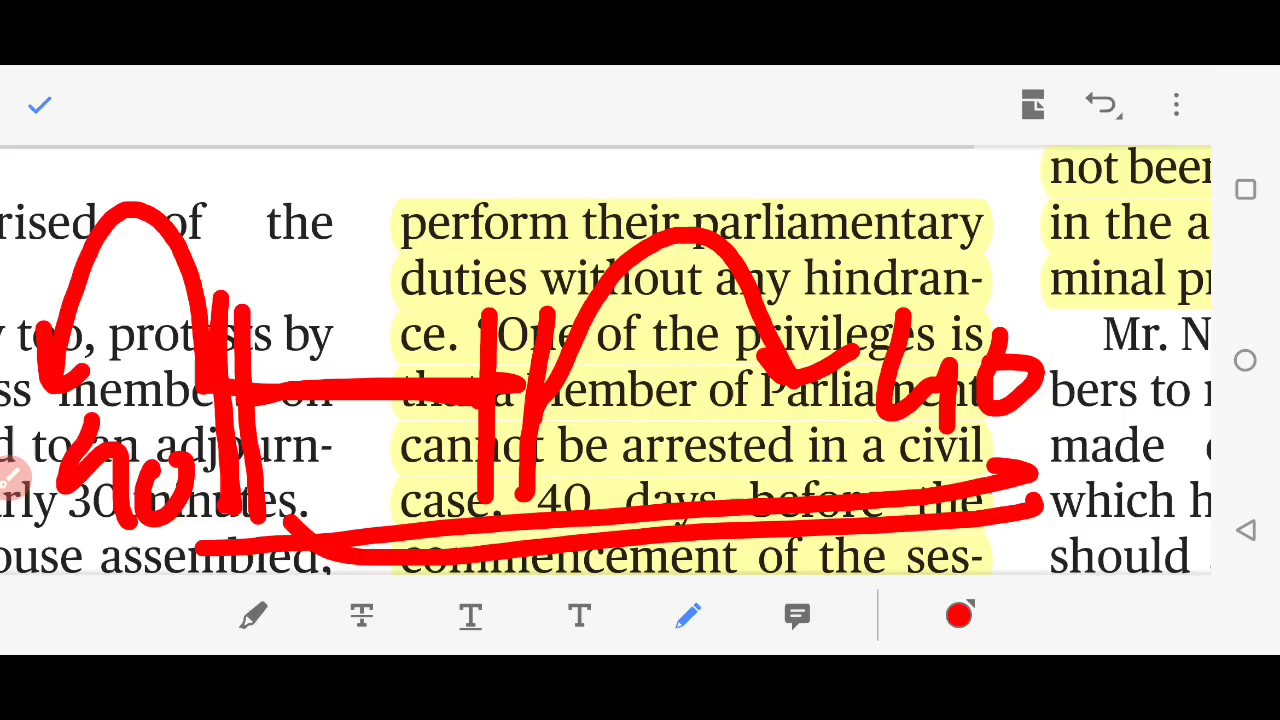 rised of the
too, protests by
ss member on
d to an adjourn-
rly 30 minutes.
ouse assembled,
40
perform their parliamentary
duties without any hindran-
ce. “One of the privileges is
that a Member of Parliament
cannot be arrested in a civil
case, 40 days before the
commencement of the ses-
40
not been
in the a
minal pr
Mr. N
bers to
made
which h
should